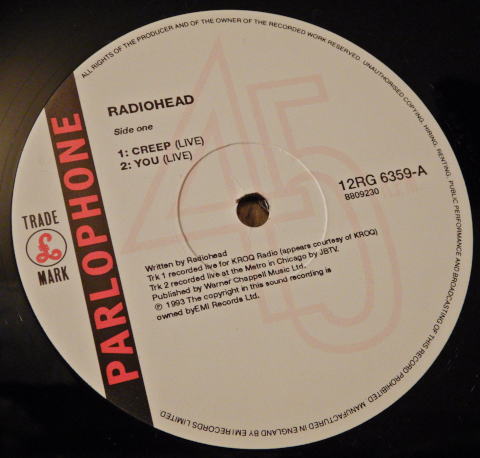 ALL RIGHTS OF THE PRODUCER AND OF THE OWNER OF THE RECORDED WORK RESERVED. UNAUTHORISED COPYING, HIRING, RENTING, PUBLIC PERFORMANCE AND BROADCASTING OF THIS RECORD PROHIBITED. MANUFACTURED IN ENGLAND BY EMI RECORDS LIMITED.
45
RADIOHEAD
Side one
1: CREEP (LIVE)
2: YOU (LIVE)
12RG 6359-A
8809230
TRADE
£
MARK
PARLOPHONE
Written by Radiohead
Trk 1 recorded live for KROQ Radio (appears courtesy of KROQ)
Trk 2 recorded live at the Metro in Chicago by JBTV.
Published by Warner Chappell Music Ltd.
℗ 1993 The copyright in this sound recording is
owned byEMI Records Ltd.